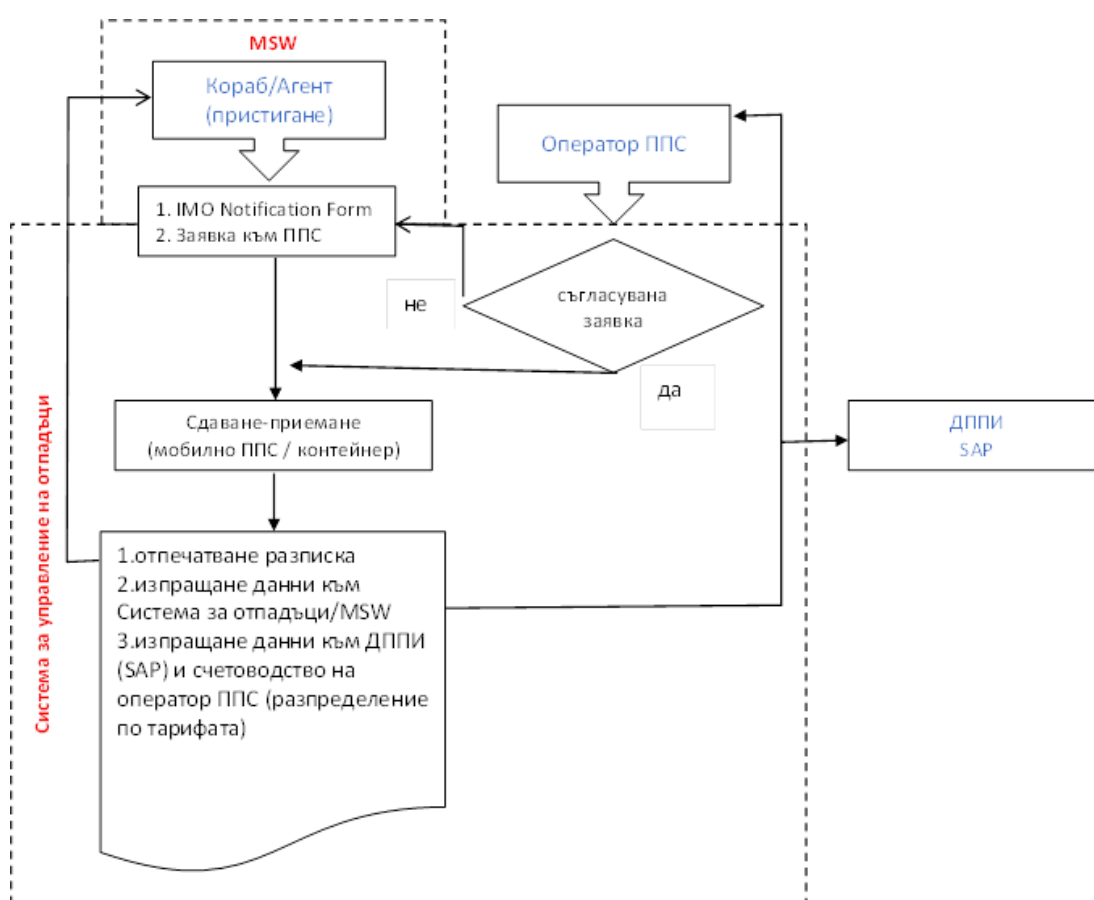 MSW
Кораб/Агент
(пристигане)
Оператор ППС
1. IMO Notification Form
2. Заявка към ППС
не
съгласувана
заявка
да
Сдаване-приемане
(мобилно ППС / контейнер)
ДППИ
SAP
Система за управление на отпадъци
1.отпечатване разписка
2.изпращане данни към
Система за отпадъци/MSW
3.изпращане данни към ДППИ
(SAP) и счетоводство на
оператор ППС (разпределение
по тарифата)